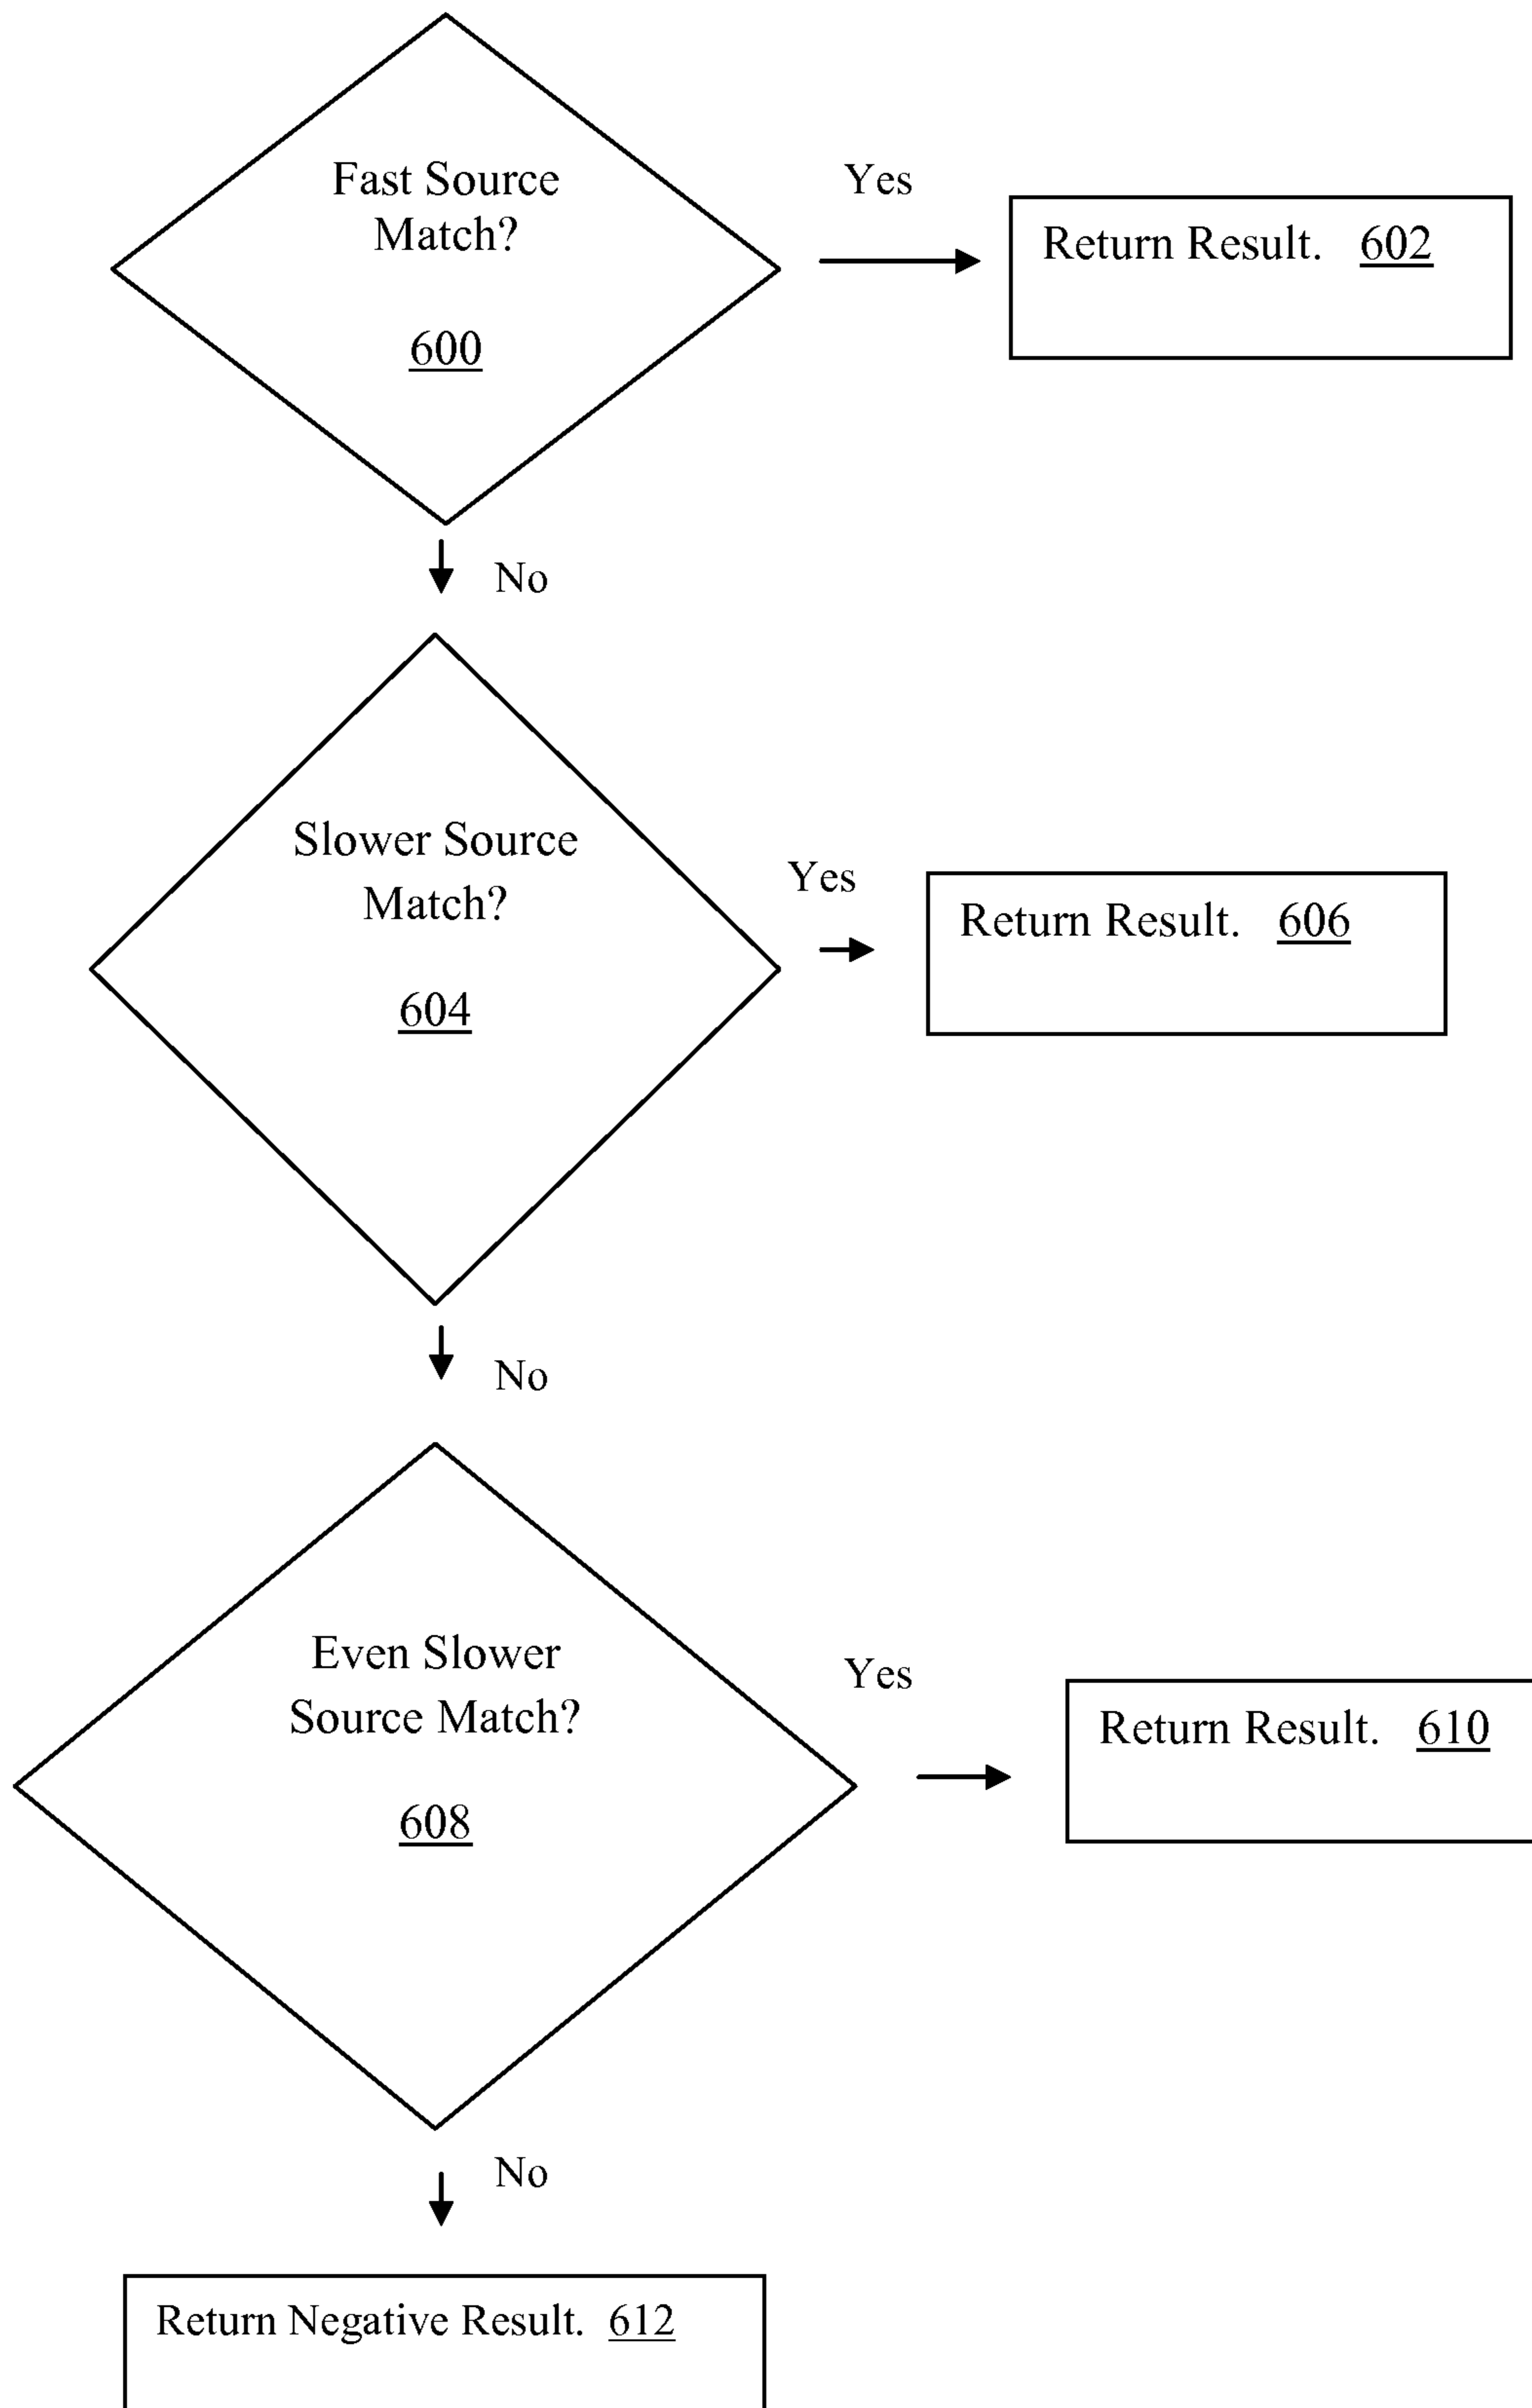 Fast Source
Match?
600
Yes
Return Result. 602
No
Slower Source
Match?
604
Yes
Return Result. 606
No
Even Slower
Source Match?
608
Yes
Return Result. 610
No
Return Negative Result. 612